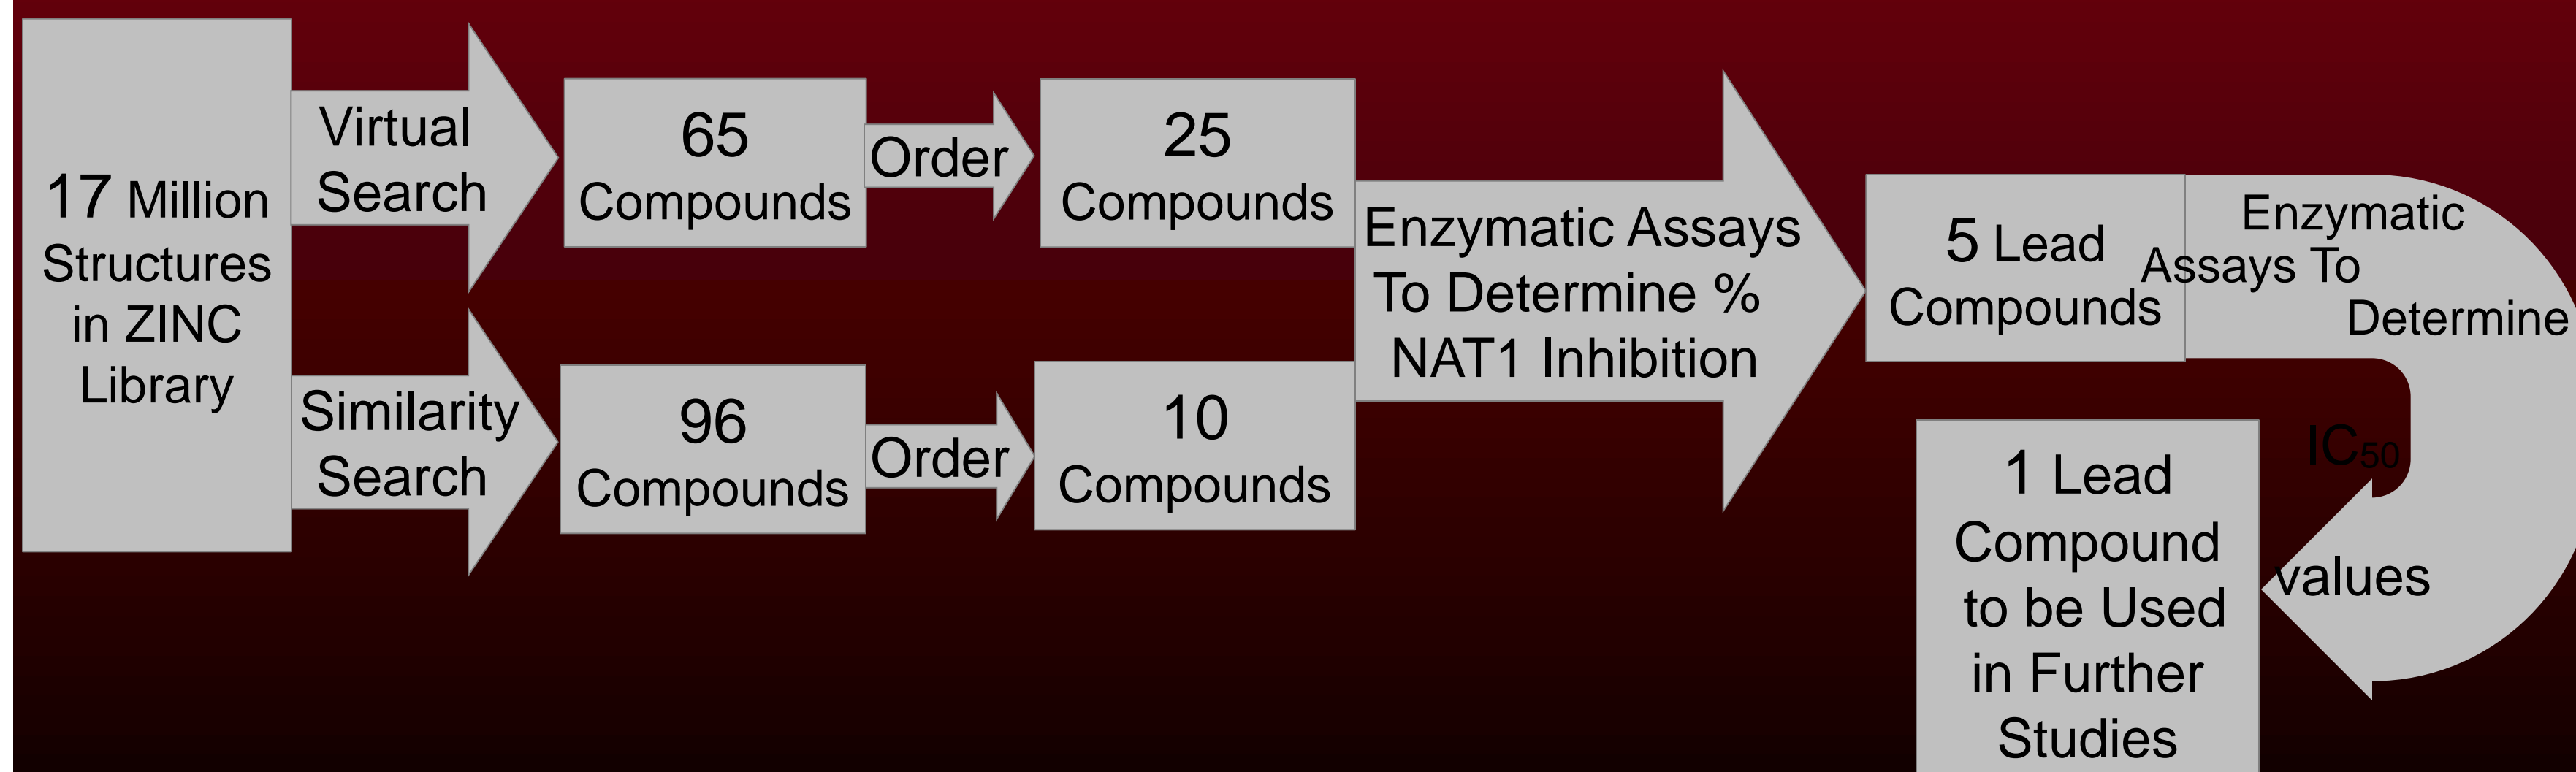 17 Million
Structures
in ZINC
Library
Virtual
Search
65
Compounds
Order
25
Compounds
Similarity
Search
96
Compounds
Order
10
Compounds
Enzymatic Assays
To Determine %
NAT1 Inhibition
5 Lead
Compounds
Enzymatic
Assays To
Determine
IC₅₀
values
1 Lead
Compound
to be Used
in Further
Studies